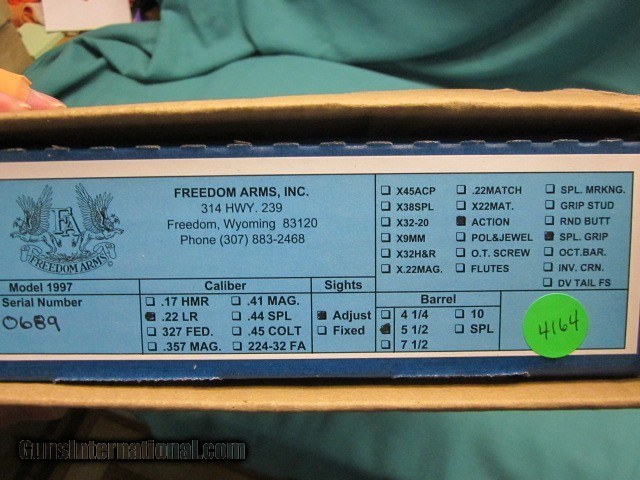 FA
FREEDOM ARMS
FREEDOM ARMS, INC.
314 HWY. 239
Freedom, Wyoming 83120
Phone (307) 883-2468
X45ACP .22MATCH SPL. MRKNG.
X38SPL X22MAT. GRIP STUD
X32-20 ACTION RND BUTT
X9MM POL&JEWEL SPL. GRIP
X32H&R O.T. SCREW OCT.BAR.
X.22MAG. FLUTES INV. CRN.
DV TAIL FS
Model 1997
Serial Number
0689
Caliber
.17 HMR .41 MAG.
.22 LR .44 SPL
327 FED. .45 COLT
.357 MAG. 224-32 FA
Sights
Adjust
Fixed
Barrel
4 1/4 10
5 1/2 SPL
7 1/2
4164
GunsInternational.com